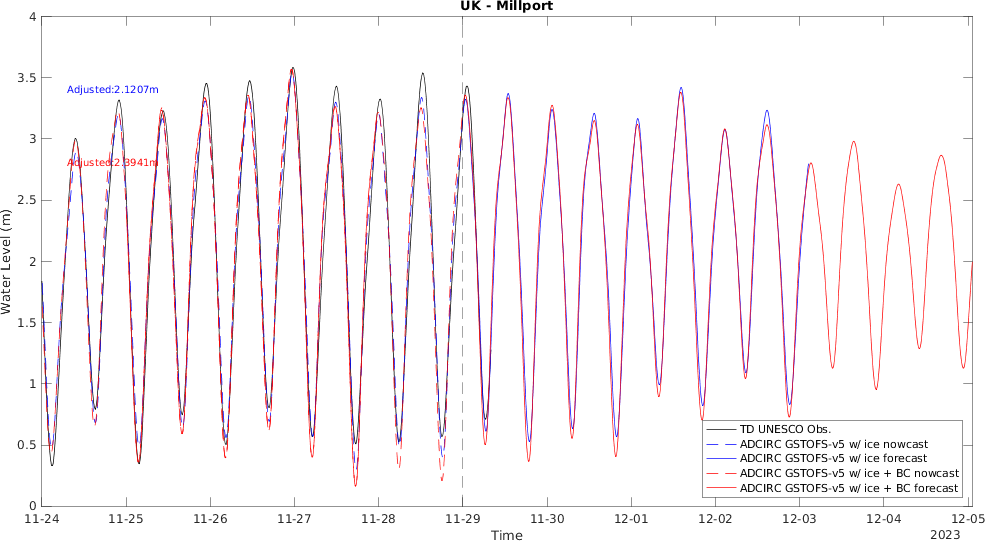 UK - Millport
4
3.5
3
2.5
2
1.5
1
0.5
0
Water Level (m)
Adjusted:2.1207m
Adjusted:2.3941m
TD UNESCO Obs.
ADCIRC GSTOFS-v5 w/ ice nowcast
ADCIRC GSTOFS-v5 w/ ice forecast
ADCIRC GSTOFS-v5 w/ ice + BC nowcast
ADCIRC GSTOFS-v5 w/ ice + BC forecast
11-24 11-25 11-26 11-27 11-28 11-29 11-30 12-01 12-02 12-03 12-04 12-05
Time
2023